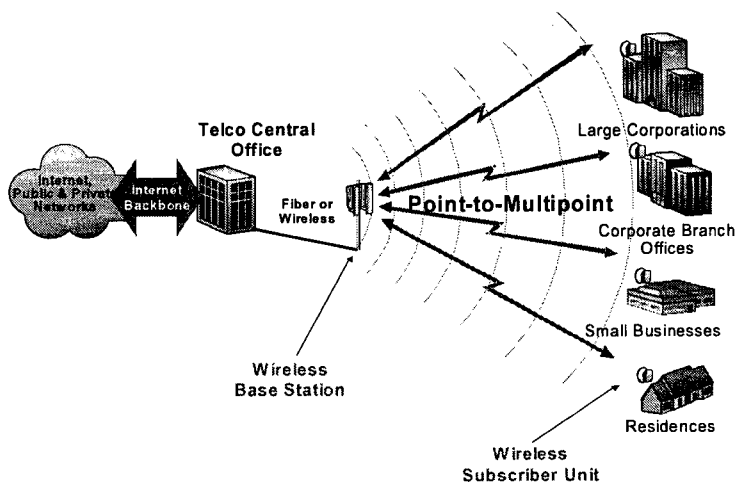 Telco Central
Office
Internet,
Public & Private
Networks
Internet
Backbone
Fiber or
Wireless
Point-to-Multipoint
Large Corporations
Corporate Branch
Offices
Small Businesses
Residences
Wireless
Base Station
Wireless
Subscriber Unit